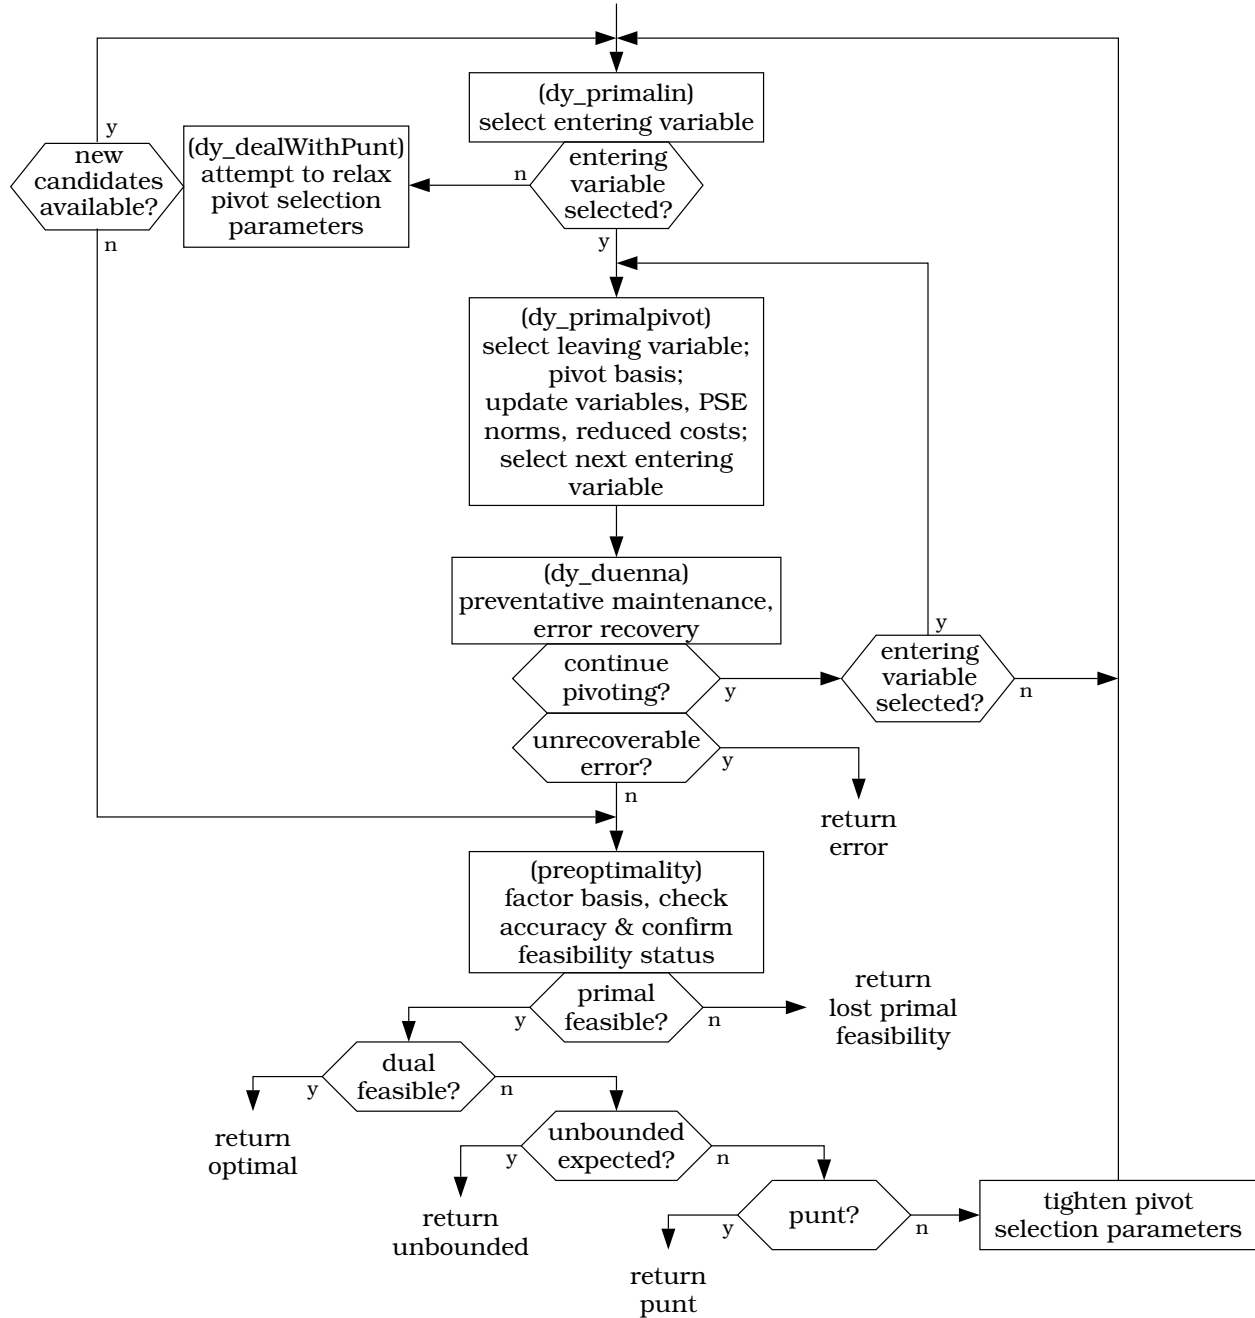 (dy_primalin)
select entering variable
y
new
candidates
available?
n
(dy_dealWithPunt)
attempt to relax
pivot selection
parameters
n
entering
variable
selected?
y
(dy_primalpivot)
select leaving variable;
pivot basis;
update variables, PSE
norms, reduced costs;
select next entering
variable
(dy_duenna)
preventative maintenance,
error recovery
continue
pivoting?
y
y
entering
variable
selected?
n
unrecoverable
error?
y
n
return
error
(preoptimality)
factor basis, check
accuracy & confirm
feasibility status
primal
feasible?
y
n
return
lost primal
feasibility
dual
feasible?
y
n
return
optimal
unbounded
expected?
y
n
return
unbounded
punt?
y
n
return
punt
tighten pivot
selection parameters